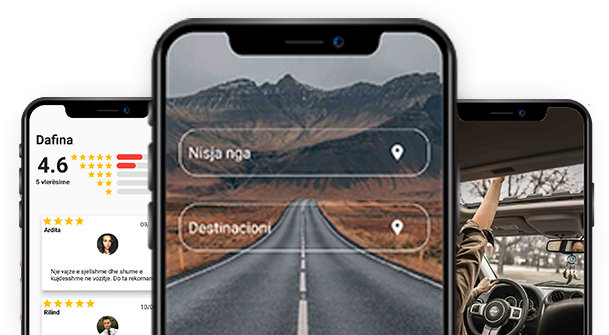 Dafina
4.6
5 vlerësime
Ardita
09/
Nje vajze e sjellshme dhe shume e
kujdesshme ne vozitje. Do ta rekoman
Rilind
10/0
Nisja nga
Destinacioni